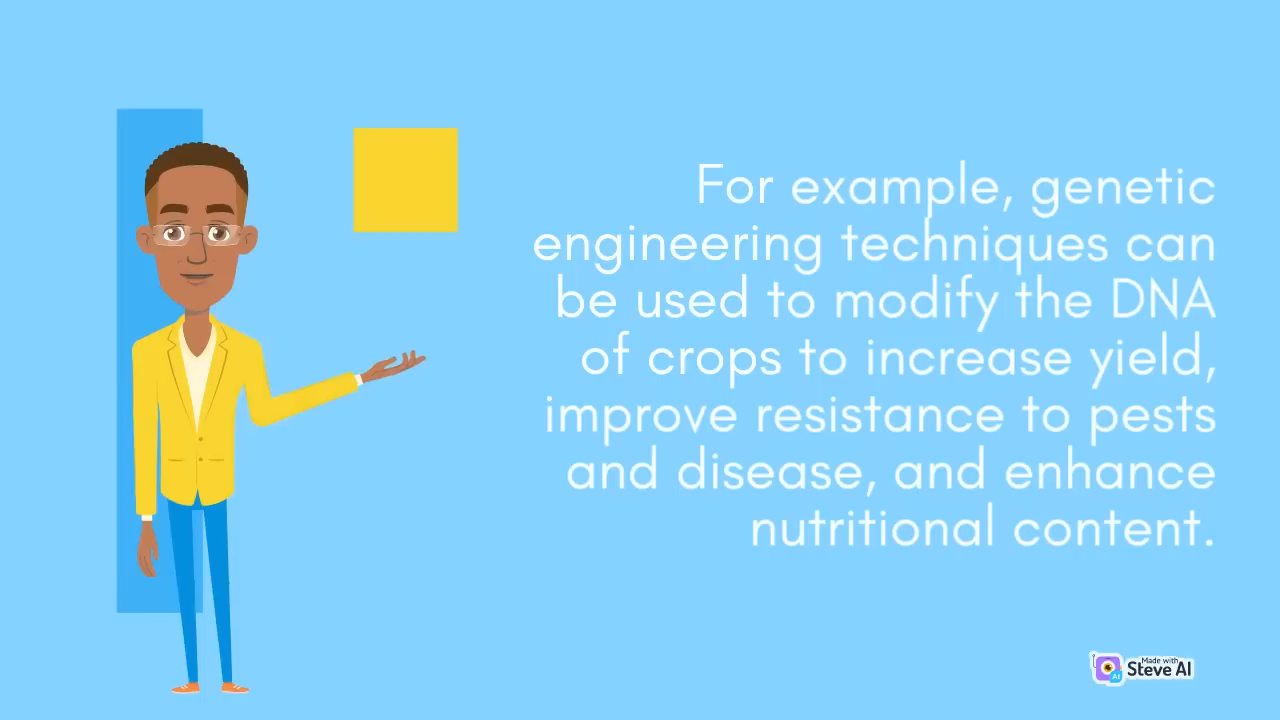 For example, genetic
engineering techniques can
be used to modify the DNA
of crops to increase yield,
improve resistance to pests
and disease, and enhance
nutritional content.
Made with
Steve AI
AI